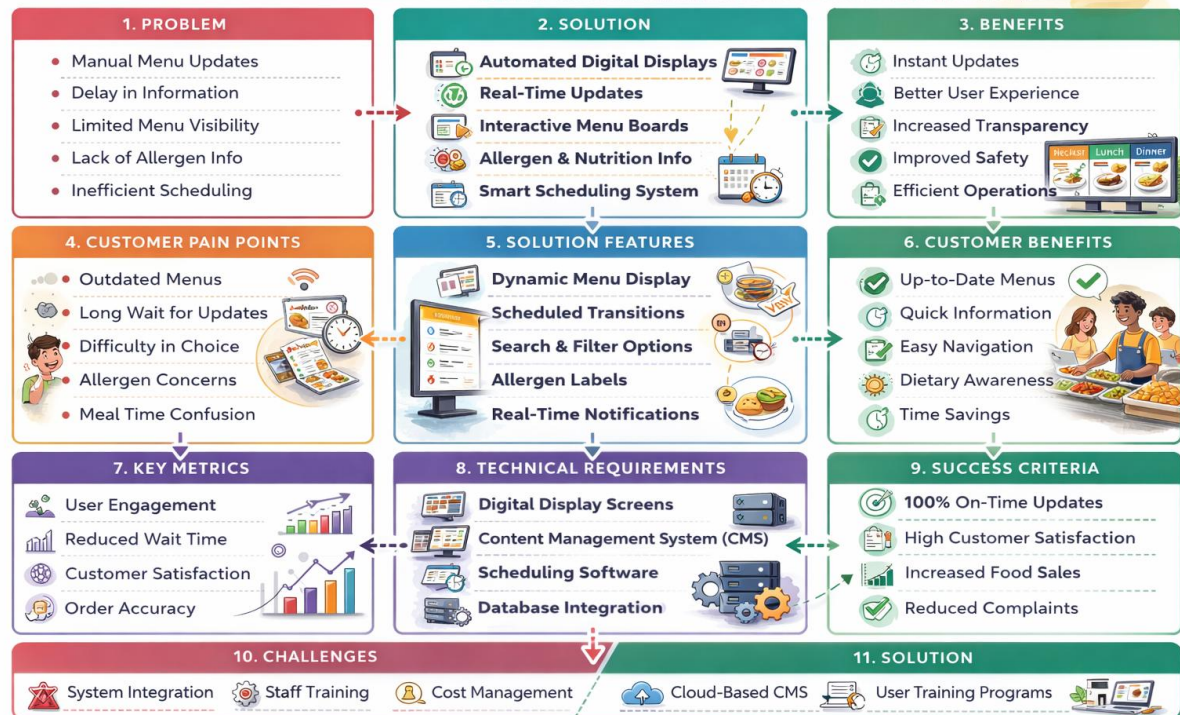 1. PROBLEM
Manual Menu Updates
Delay in Information
Limited Menu Visibility
Lack of Allergen Info
Inefficient Scheduling
2. SOLUTION
Automated Digital Displays
Real-Time Updates
Interactive Menu Boards
Allergen & Nutrition Info
Smart Scheduling System
3. BENEFITS
Instant Updates
Better User Experience
Increased Transparency
Improved Safety
Efficient Operations
Lunch
Dinner
4. CUSTOMER PAIN POINTS
Outdated Menus
Long Wait for Updates
Difficulty in Choice
Allergen Concerns
Meal Time Confusion
5. SOLUTION FEATURES
Dynamic Menu Display
Scheduled Transitions
Search & Filter Options
Allergen Labels
Real-Time Notifications
6. CUSTOMER BENEFITS
Up-to-Date Menus
Quick Information
Easy Navigation
Dietary Awareness
Time Savings
7. KEY METRICS
User Engagement
Reduced Wait Time
Customer Satisfaction
Order Accuracy
8. TECHNICAL REQUIREMENTS
Digital Display Screens
Content Management System (CMS)
Scheduling Software
Database Integration
9. SUCCESS CRITERIA
100% On-Time Updates
High Customer Satisfaction
Increased Food Sales
Reduced Complaints
10. CHALLENGES
System Integration
Staff Training
Cost Management
11. SOLUTION
Cloud-Based CMS
User Training Programs